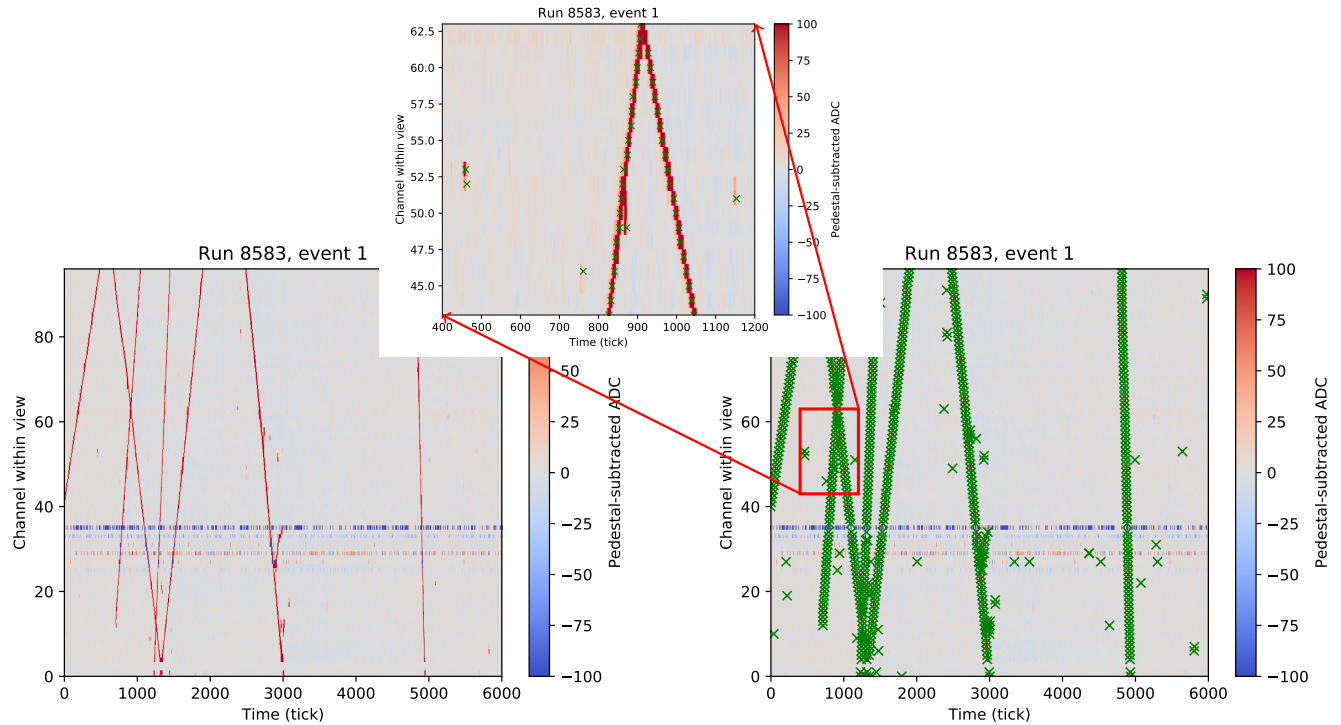 Run 8583, event 1
62.5
60.0
57.5
55.0
52.5
50.0
47.5
45.0
Channel within view
400 500 600 700 800 900 1000 1100 1200
Time (tick)
100
75
50
25
0
−25
−50
−75
−100
Pedestal-subtracted ADC
Run 8583, event 1
80
60
40
20
0
Channel within view
0 1000 2000 3000 4000 5000 6000
Time (tick)
50
25
0
−25
−50
−75
−100
Pedestal-subtracted ADC
Run 8583, event 1
60
40
20
0
Channel within view
0 1000 2000 3000 4000 5000 6000
Time (tick)
100
75
50
25
0
−25
−50
−75
−100
Pedestal-subtracted ADC